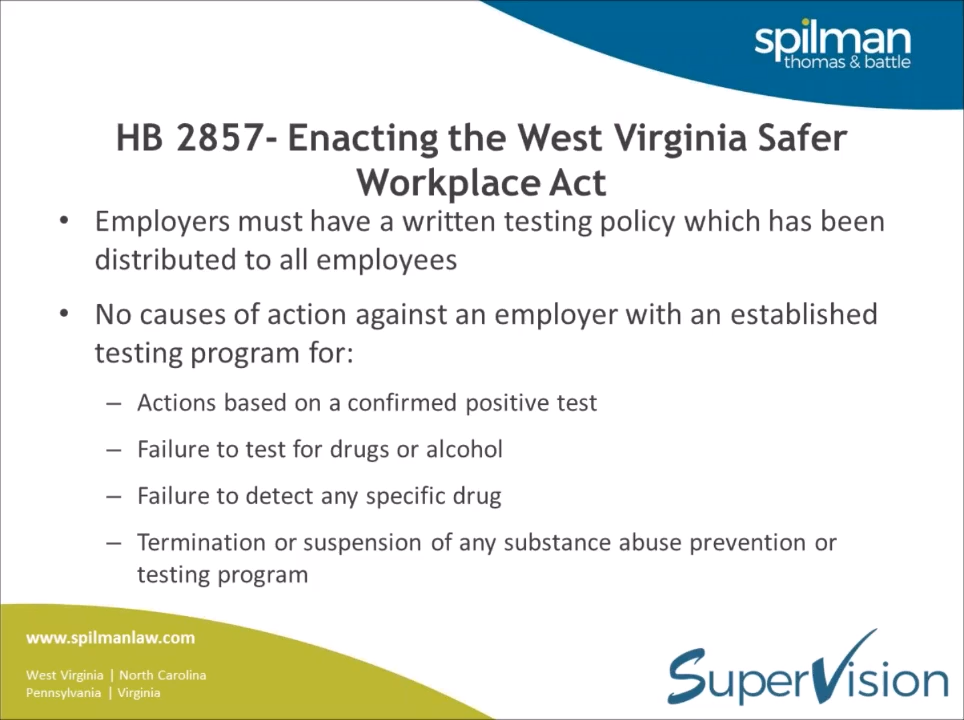 spilman
thomas & battle
HB 2857- Enacting the West Virginia Safer
Workplace Act
• Employers must have a written testing policy which has been
distributed to all employees
• No causes of action against an employer with an established
testing program for:
– Actions based on a confirmed positive test
– Failure to test for drugs or alcohol
– Failure to detect any specific drug
– Termination or suspension of any substance abuse prevention or
testing program
www.spilmanlaw.com
West Virginia | North Carolina
Pennsylvania | Virginia
SuperVision